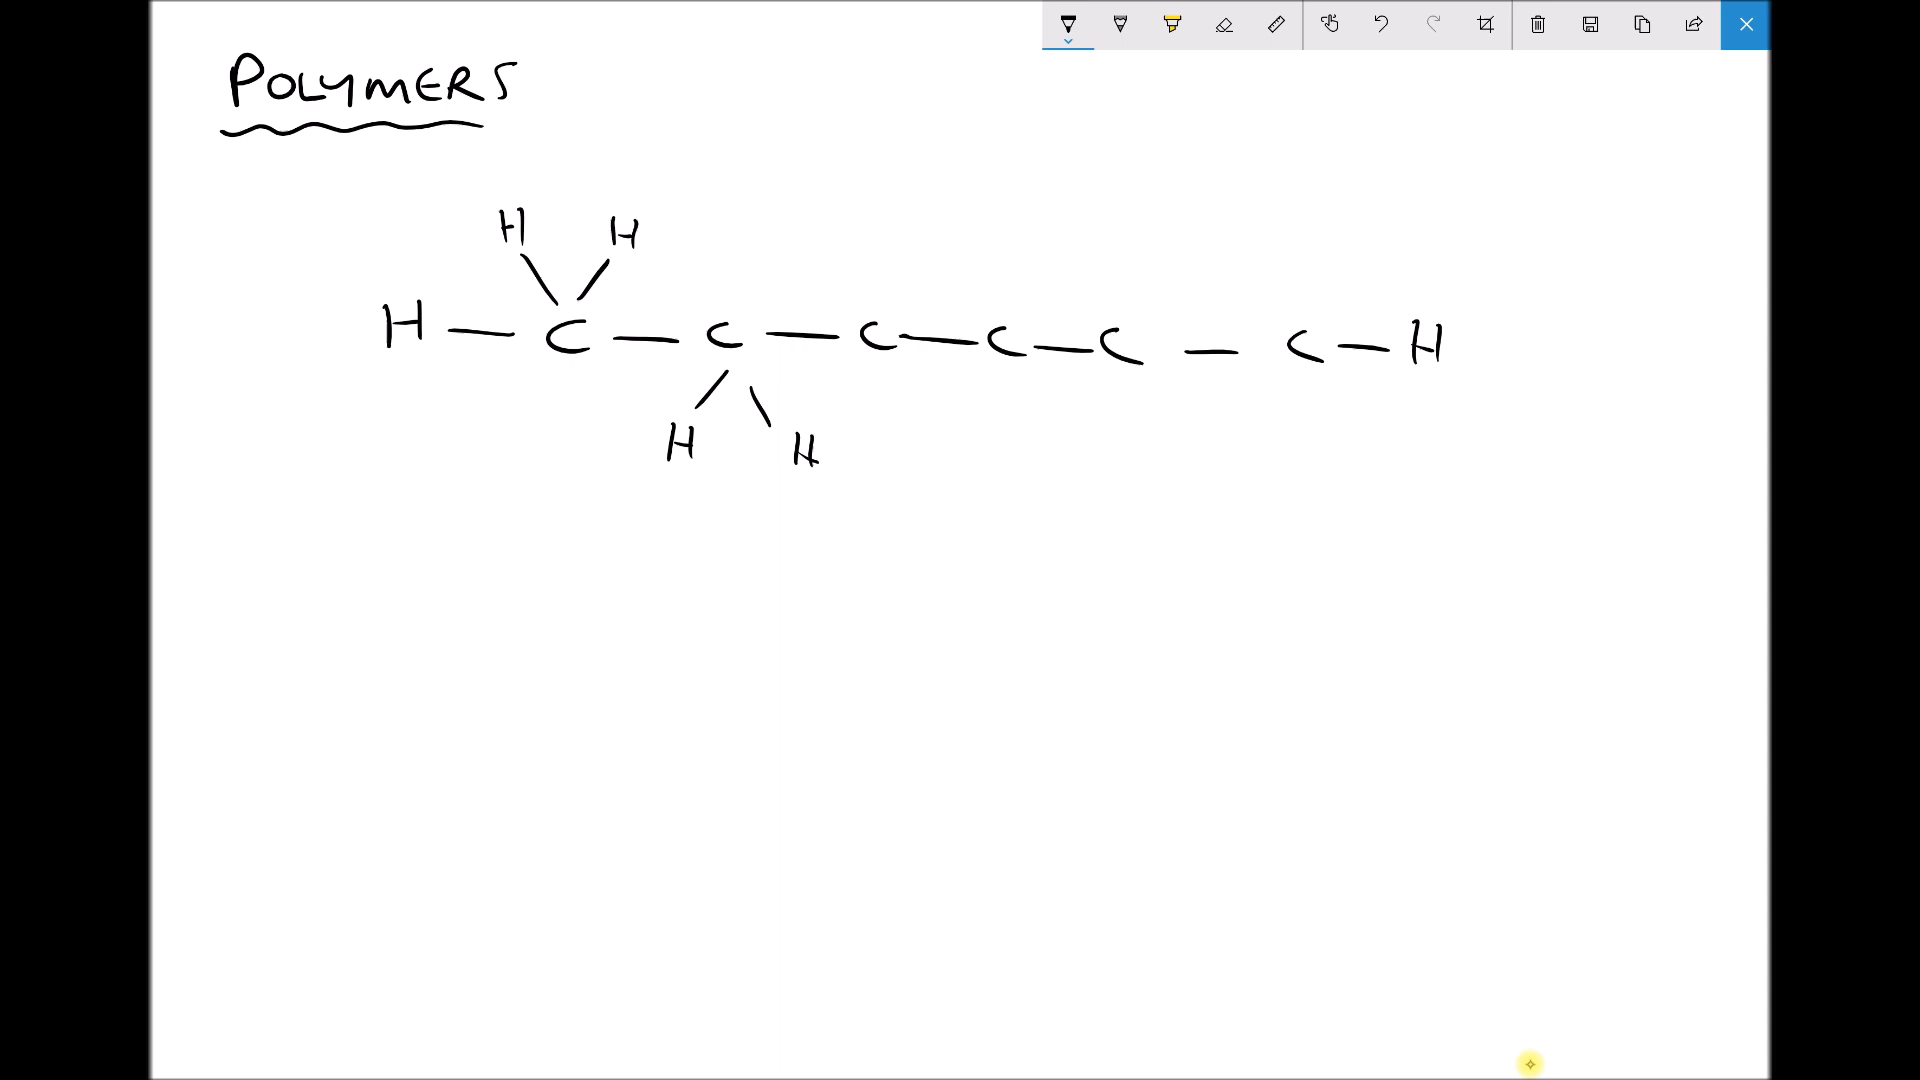 POLYMERS
H H
H — C — C — C — C — C — C — H
H H